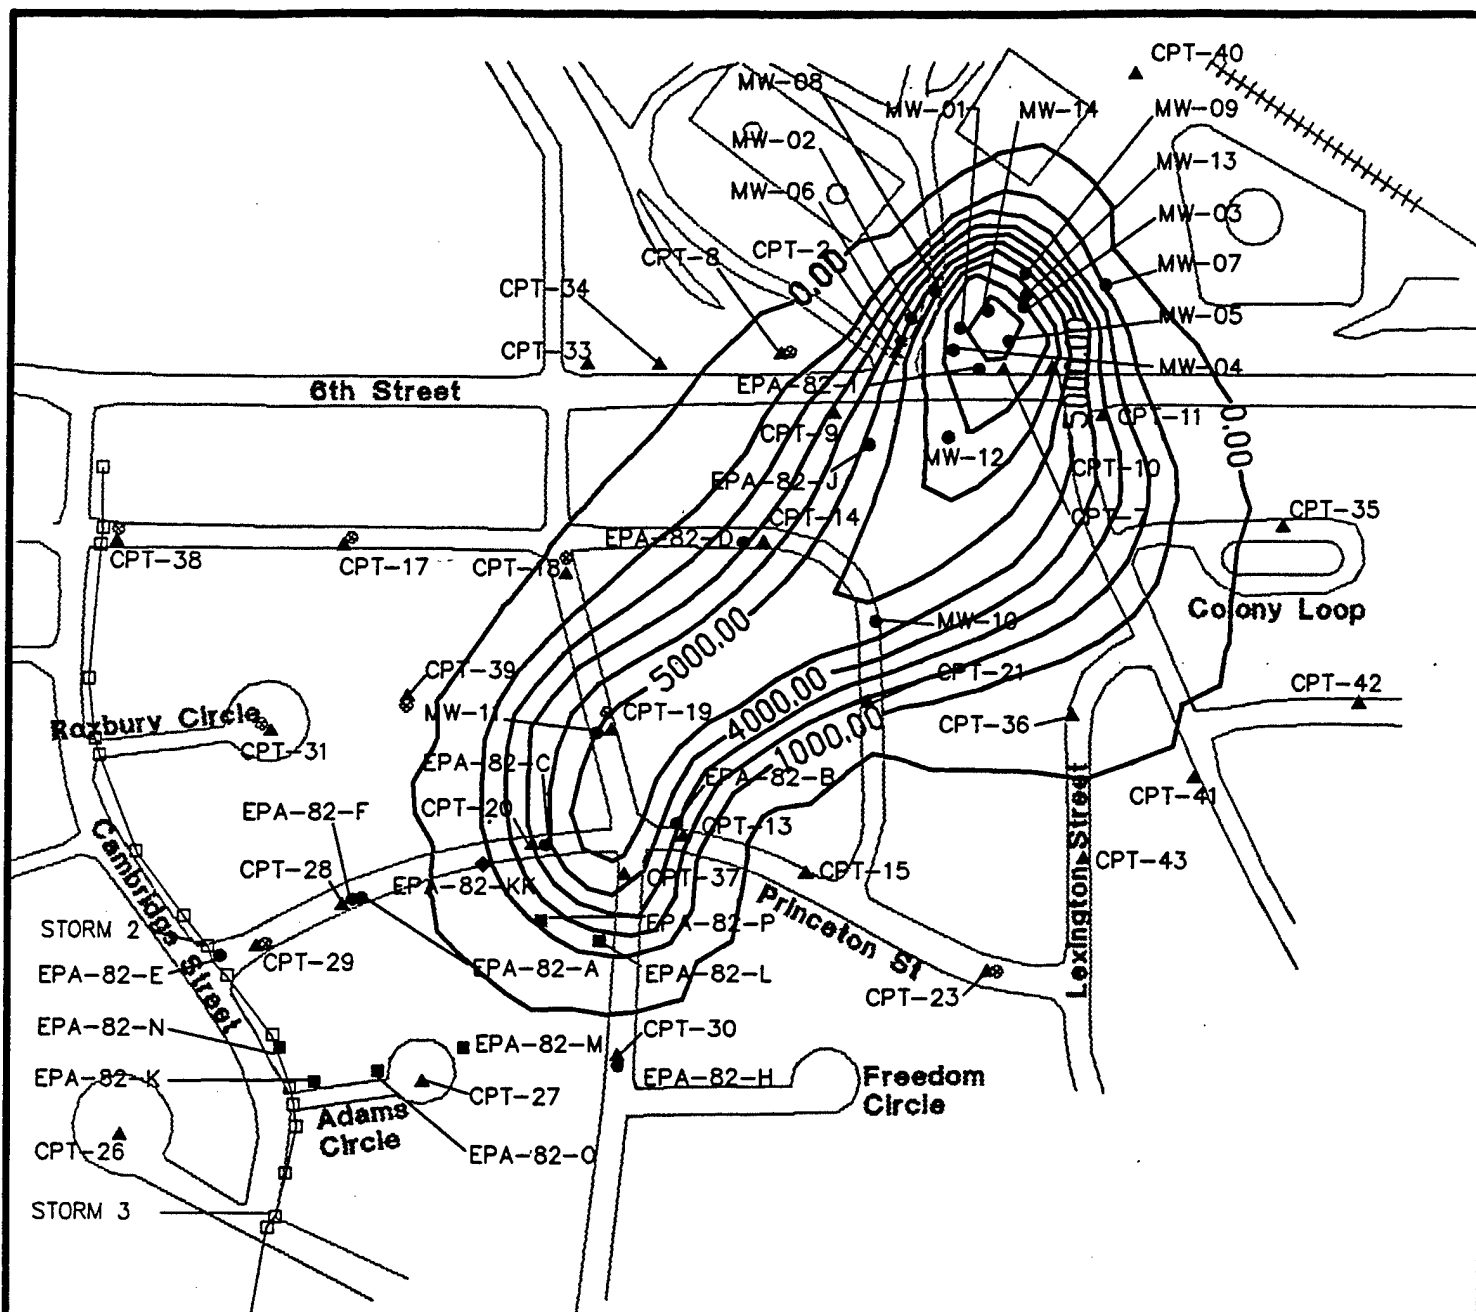 CPT-40
MW-08
MW-01
MW-14
MW-09
MW-02
MW-13
MW-06
MW-03
CPT-8
CPT-2
0.00
MW-07
CPT-34
MW-05
CPT-33
MW-04
6th Street
EPA-82-I
CPT-9
CPT-11
0.00
MW-12
EPA-82-J
CPT-10
CPT-14
CPT-7
CPT-35
CPT-38
CPT-17
CPT-18
EPA-82-D
Colony Loop
MW-10
5000.00
CPT-39
CPT-21
CPT-42
Roxbury Circle
MW-11
CPT-19
4000.00
CPT-36
CPT-31
1000.00
EPA-82-C
EPA-82-B
CPT-41
EPA-82-F
CPT-20
CPT-13
Lexington Street
Cambridge Street
CPT-28
EPA-82-KK
CPT-37
CPT-15
CPT-43
Princeton St
STORM 2
EPA-82-P
EPA-82-E
CPT-29
EPA-82-A
EPA-82-L
CPT-23
EPA-82-N
EPA-82-M
CPT-30
EPA-82-K
CPT-27
EPA-82-H
Freedom
Circle
Adams
Circle
CPT-26
EPA-82-O
STORM 3